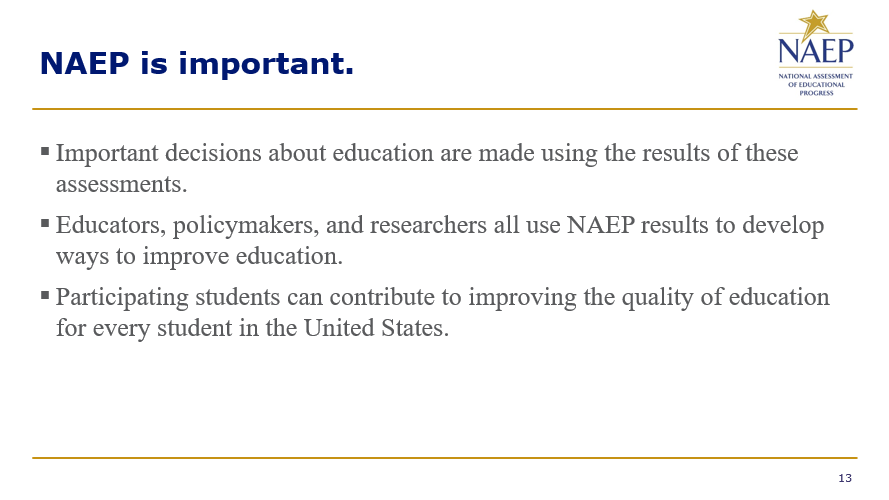 NAEP is important.
NAEP
NATIONAL ASSESSMENT
OF EDUCATIONAL
PROGRESS
▪ Important decisions about education are made using the results of these
assessments.
▪ Educators, policymakers, and researchers all use NAEP results to develop
ways to improve education.
▪ Participating students can contribute to improving the quality of education
for every student in the United States.
13